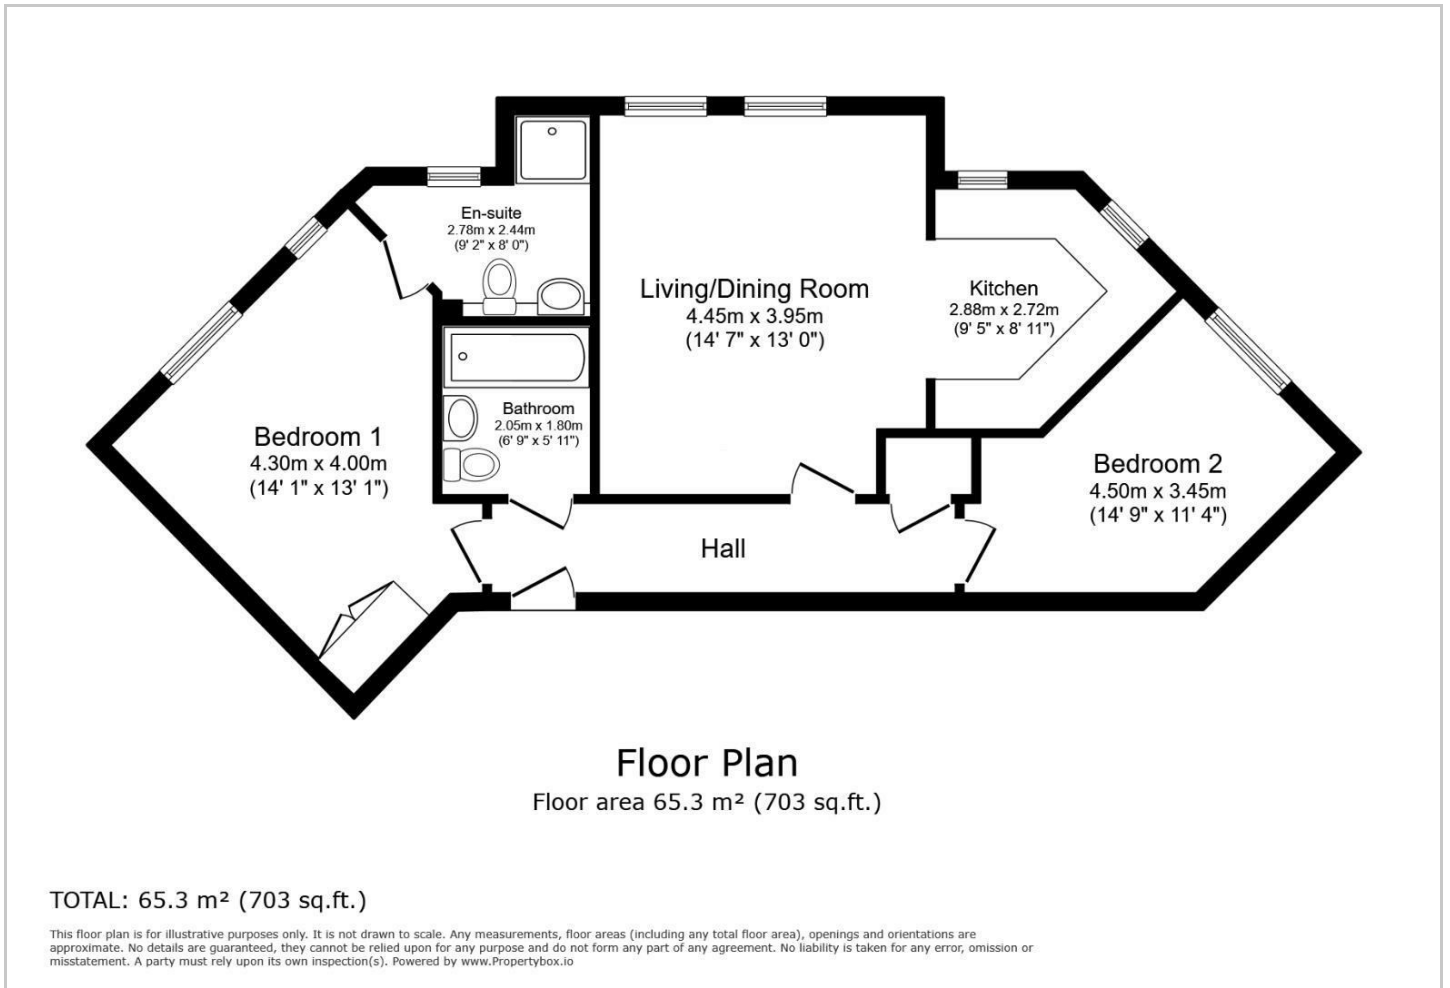 En-suite
2.78m x 2.44m
(9' 2" x 8' 0")
Living/Dining Room
4.45m x 3.95m
(14' 7" x 13' 0")
Kitchen
2.88m x 2.72m
(9' 5" x 8' 11")
Bedroom 1
4.30m x 4.00m
(14' 1" x 13' 1")
Bathroom
2.05m x 1.80m
(6' 9" x 5' 11")
Bedroom 2
4.50m x 3.45m
(14' 9" x 11' 4")
Hall
Floor Plan
Floor area 65.3 m² (703 sq.ft.)
TOTAL: 65.3 m² (703 sq.ft.)
This floor plan is for illustrative purposes only. It is not drawn to scale. Any measurements, floor areas (including any total floor area), openings and orientations are
approximate. No details are guaranteed, they cannot be relied upon for any purpose and do not form any part of any agreement. No liability is taken for any error, omission or
misstatement. A party must rely upon its own inspection(s). Powered by www.Propertybox.io